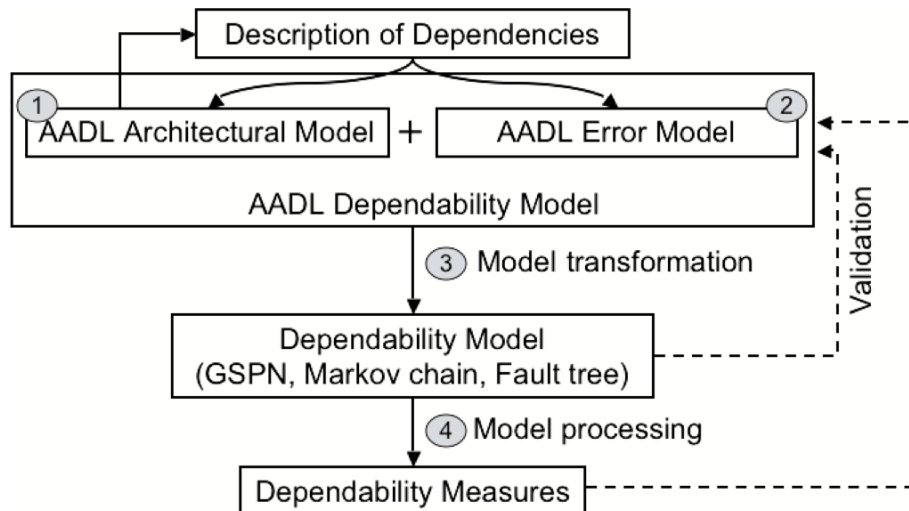 Description of Dependencies
1
2
AADL Architectural Model + AADL Error Model
AADL Dependability Model
3 Model transformation
Validation
Dependability Model
(GSPN, Markov chain, Fault tree)
4 Model processing
Dependability Measures